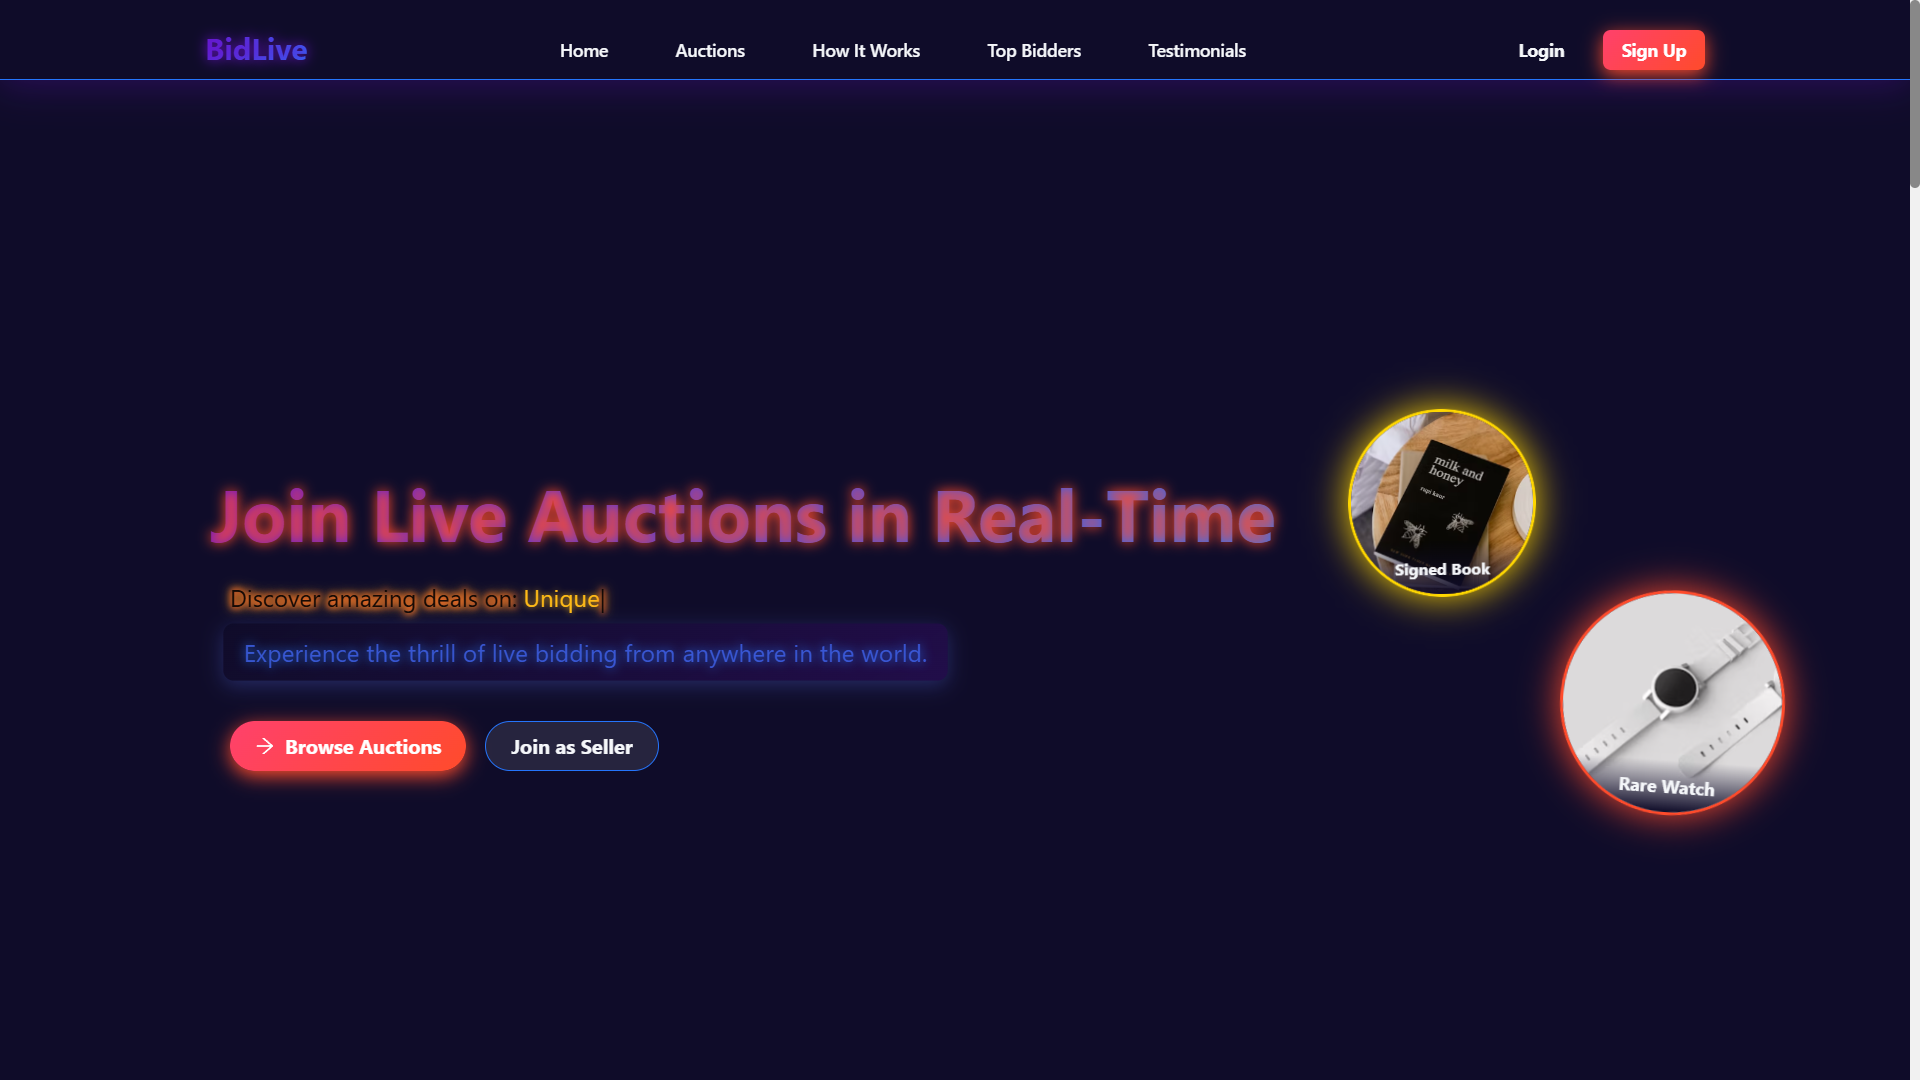 BidLive
Home
Auctions
How It Works
Top Bidders
Testimonials
Login
Sign Up
Join Live Auctions in Real-Time
Discover amazing deals on: Unique|
Experience the thrill of live bidding from anywhere in the world.
→ Browse Auctions
Join as Seller
milk and
honey
rupi kaur
Signed Book
Rare Watch